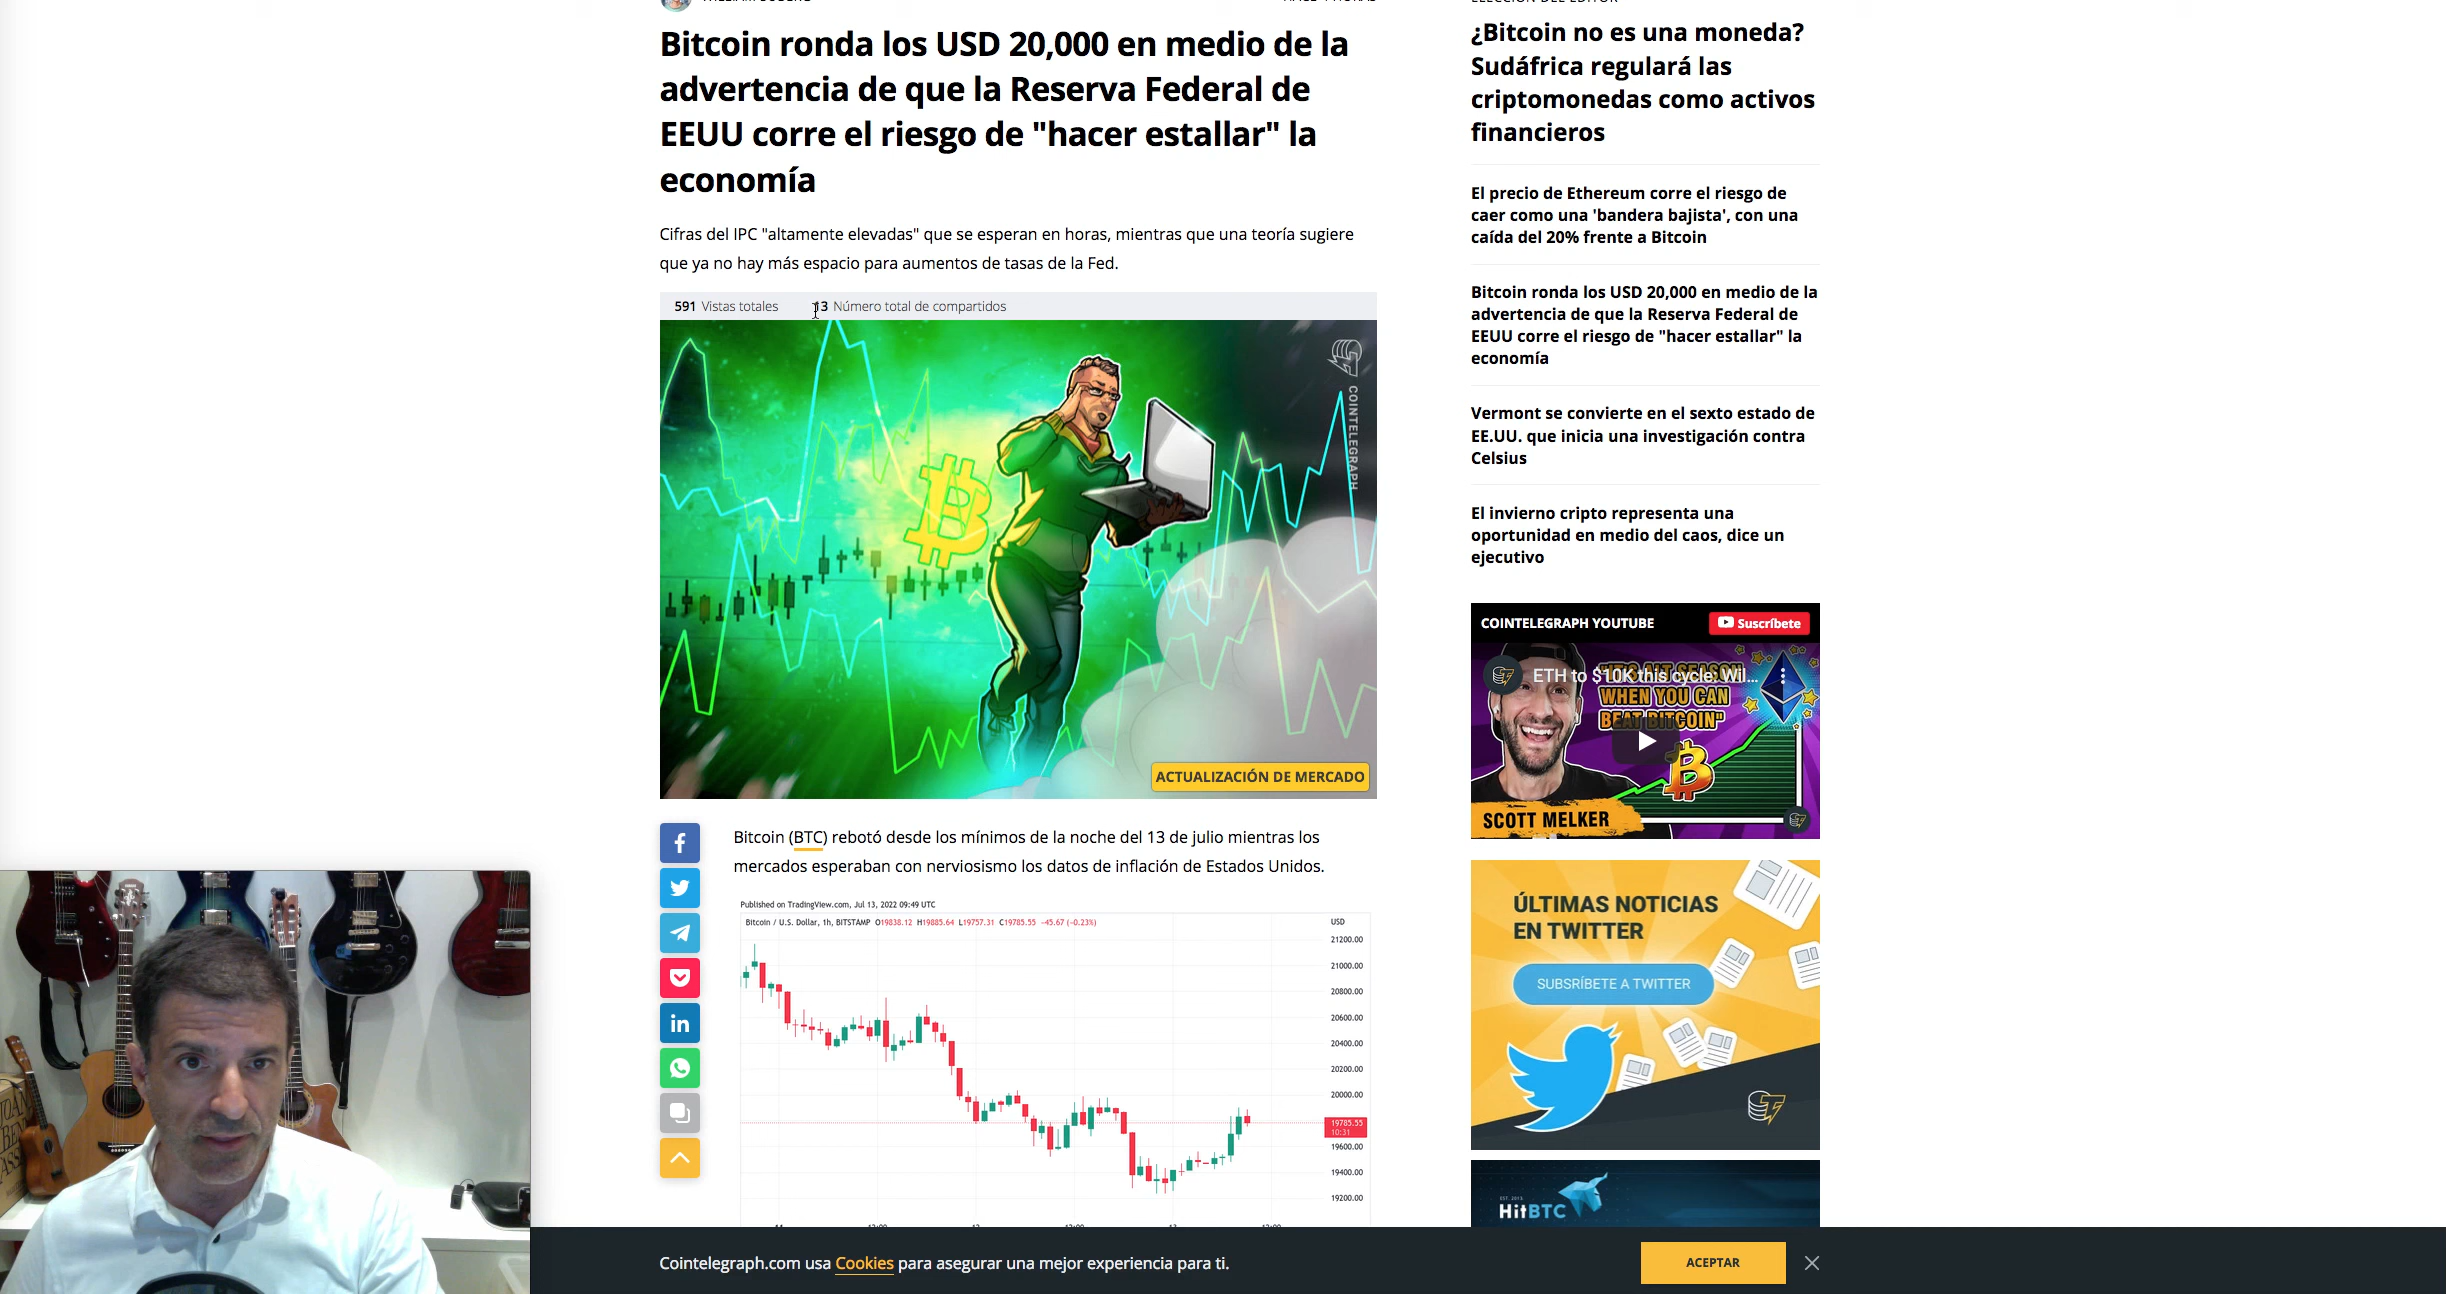 Bitcoin ronda los USD 20,000 en medio de la
advertencia de que la Reserva Federal de
EEUU corre el riesgo de "hacer estallar" la
economía
Cifras del IPC "altamente elevadas" que se esperan en horas, mientras que una teoría sugiere
que ya no hay más espacio para aumentos de tasas de la Fed.
591 Vistas totales 13 Número total de compartidos
COINTELEGRAPH
ACTUALIZACIÓN DE MERCADO
Bitcoin (BTC) rebotó desde los mínimos de la noche del 13 de julio mientras los
mercados esperaban con nerviosismo los datos de inflación de Estados Unidos.
Published on TradingView.com, Jul 13, 2022 09:49 UTC
Bitcoin / U.S. Dollar, 1h, BITSTAMP O19838.12 H19885.64 L19757.31 C19785.55 -45.67 (-0.23%)
USD
21200.00
21000.00
20800.00
20600.00
20400.00
20200.00
20000.00
19785.55
10:31
19600.00
19400.00
19200.00
¿Bitcoin no es una moneda?
Sudáfrica regulará las
criptomonedas como activos
financieros
El precio de Ethereum corre el riesgo de
caer como una 'bandera bajista', con una
caída del 20% frente a Bitcoin
Bitcoin ronda los USD 20,000 en medio de la
advertencia de que la Reserva Federal de
EEUU corre el riesgo de "hacer estallar" la
economía
Vermont se convierte en el sexto estado de
EE.UU. que inicia una investigación contra
Celsius
El invierno cripto representa una
oportunidad en medio del caos, dice un
ejecutivo
COINTELEGRAPH YOUTUBE
Suscríbete
ETH to $10K this cycle: Wil...
"IT'S ALT SEASON
WHEN YOU CAN
BEAT BITCOIN"
SCOTT MELKER
ÚLTIMAS NOTICIAS
EN TWITTER
SUBSRÍBETE A TWITTER
HitBTC
Cointelegraph.com usa Cookies para asegurar una mejor experiencia para ti.
ACEPTAR